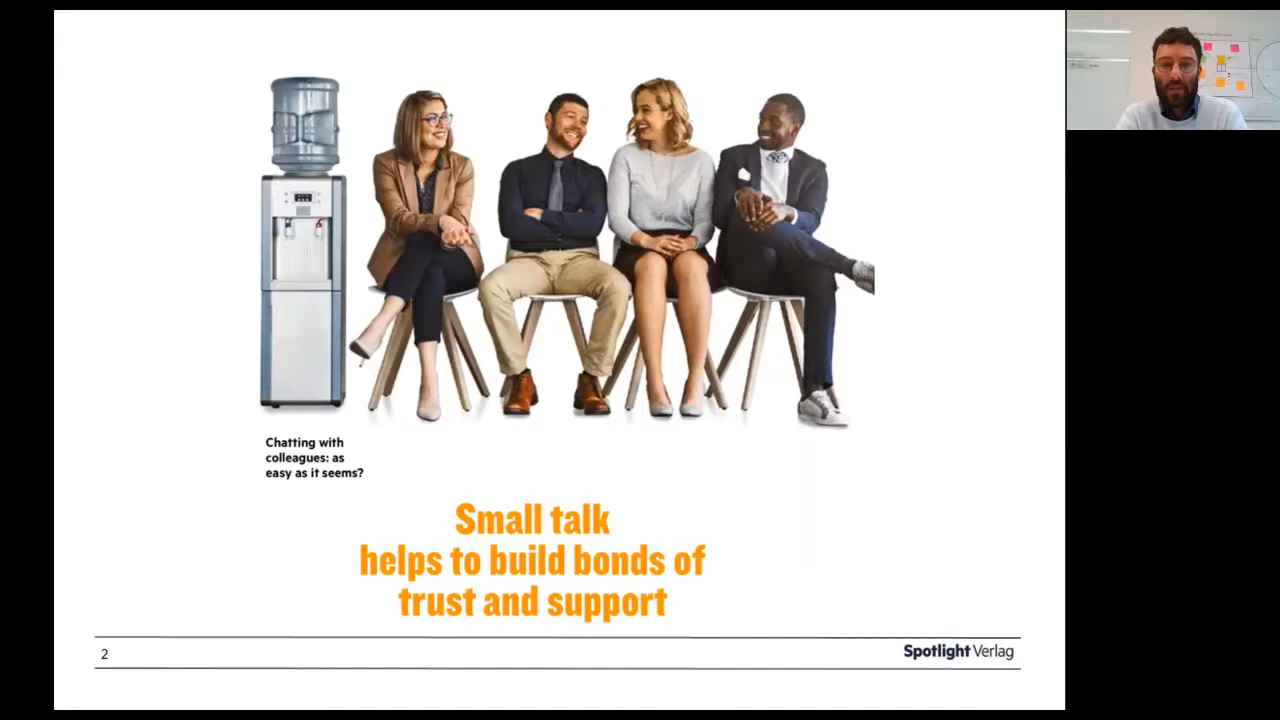 Chatting with
colleagues: as
easy as it seems?
Small talk
helps to build bonds of
trust and support
2
Spotlight Verlag